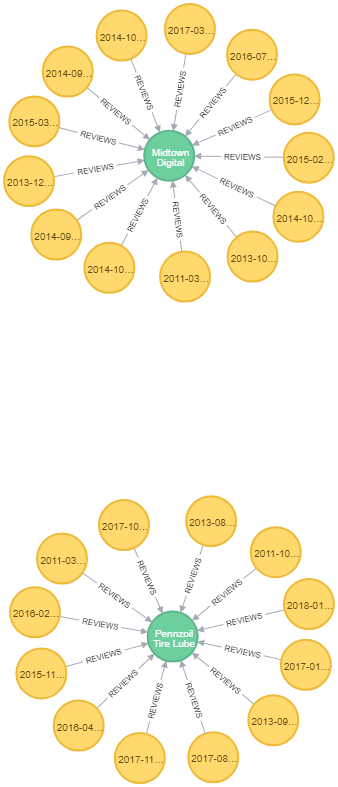 2017-03...
2014-10...
2016-07...
2014-09...
2015-12...
2015-03...
2015-02...
2013-12...
2014-10...
2014-09...
2013-10...
2014-10...
2011-03...
REVIEWS
REVIEWS
REVIEWS
REVIEWS
REVIEWS
REVIEWS
REVIEWS
REVIEWS
REVIEWS
REVIEWS
REVIEWS
REVIEWS
REVIEWS
Midtown
Digital
2013-08...
2017-10...
2011-10...
2011-03...
2018-01...
2016-02...
2017-01...
2015-11...
2013-09...
2016-04...
2017-11...
2017-08...
REVIEWS
REVIEWS
REVIEWS
REVIEWS
REVIEWS
REVIEWS
REVIEWS
REVIEWS
REVIEWS
REVIEWS
REVIEWS
REVIEWS
Pennzoil
Tire Lube